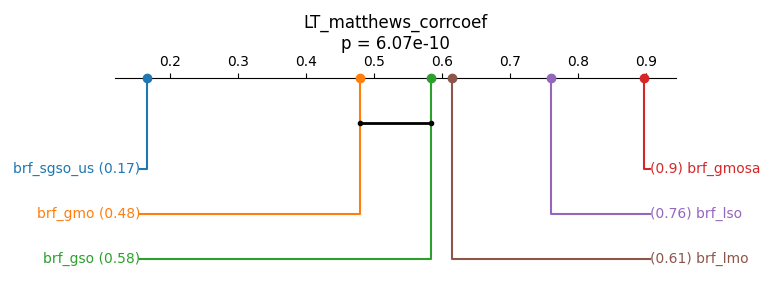 LT_matthews_corrcoef
p = 6.07e-10
0.2 0.3 0.4 0.5 0.6 0.7 0.8 0.9
brf_sgso_us (0.17) (0.9) brf_gmosa
brf_gmo (0.48) (0.76) brf_lso
brf_gso (0.58) (0.61) brf_lmo